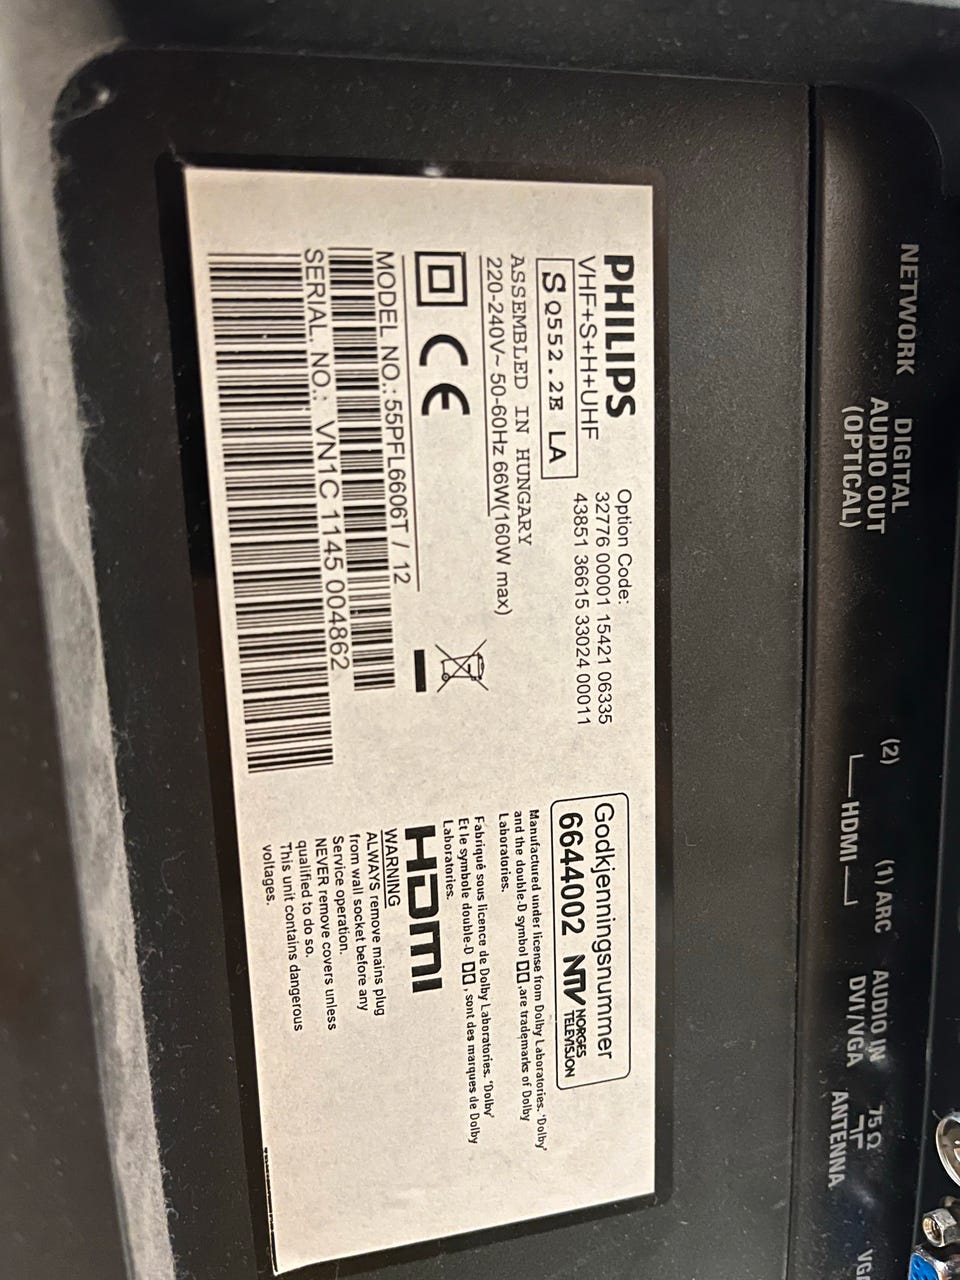 NETWORK
DIGITAL
AUDIO OUT
(OPTICAL)
(2)
HDMI
(1) ARC
AUDIO IN
DVI/VGA
75 Ω
ANTENNA
PHILIPS
VHF+S+H+UHF
S Q552.2E LA
ASSEMBLED IN HUNGARY
220-240V~ 50-60Hz 66W(160W max)
Option Code:
32776 00001 15421 06335
43851 36615 33024 00011
CE
MODEL NO.:55PFL6606T / 12
SERIAL. NO.: VN1C 1145 004862
Godkjenningsnummer
6644002 NTV NORGES
TELEVISJON
Manufactured under license from Dolby Laboratories. 'Dolby'
and the double-D symbol ,are trademarks of Dolby
Laboratories.
Fabriqué sous licence de Dolby Laboratories. 'Dolby'
Et le symbole double-D , sont des marques de Dolby
Laboratories.
HDMI
WARNING
ALWAYS remove mains plug
from wall socket before any
Service operation.
NEVER remove covers unless
qualified to do so.
This unit contains dangerous
voltages.